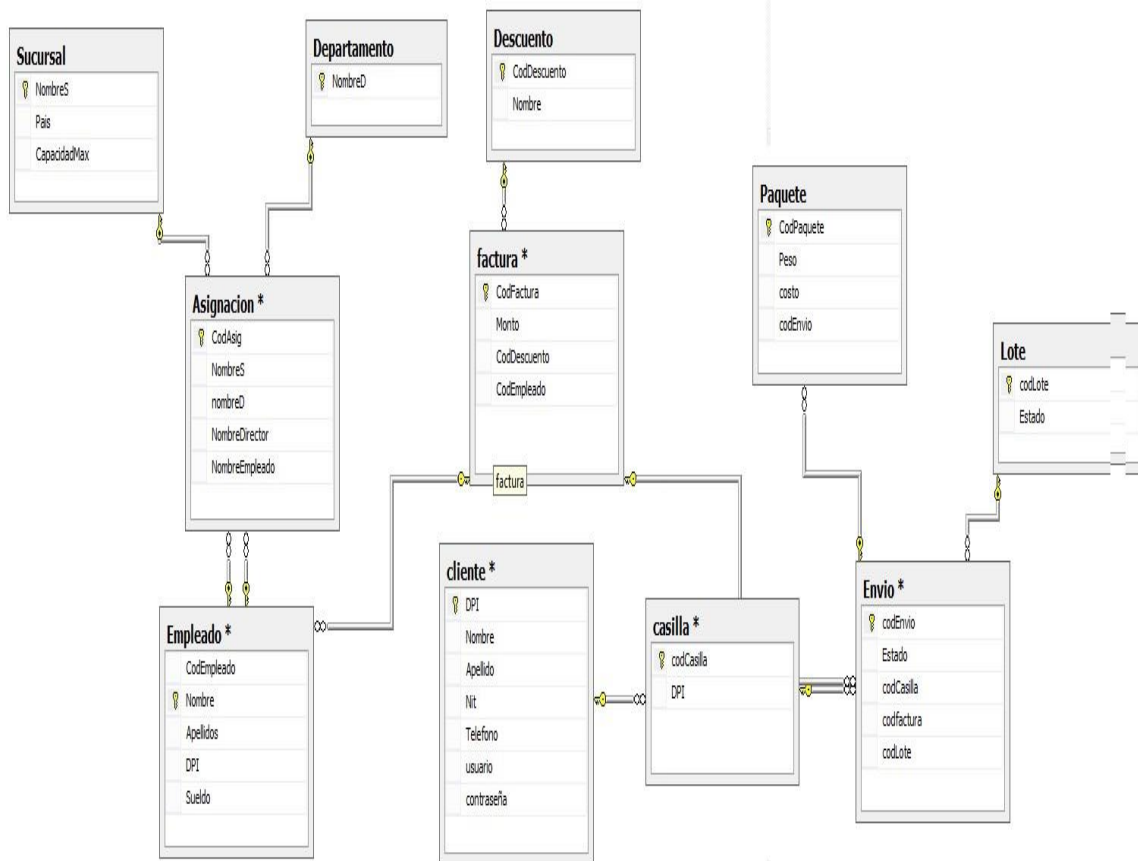 Sucursal
NombreS
Pais
CapacidadMax
Departamento
NombreD
Descuento
CodDescuento
Nombre
Paquete
CodPaquete
Peso
costo
codEnvio
factura *
CodFactura
Monto
CodDescuento
CodEmpleado
factura
Asignacion *
CodAsig
NombreS
nombreD
NombreDirector
NombreEmpleado
Lote
codLote
Estado
cliente *
DPI
Nombre
Apellido
Nit
Telefono
usuario
contraseña
casilla *
codCasilla
DPI
Envio *
codEnvio
Estado
codCasilla
codfactura
codLote
Empleado *
CodEmpleado
Nombre
Apellidos
DPI
Sueldo